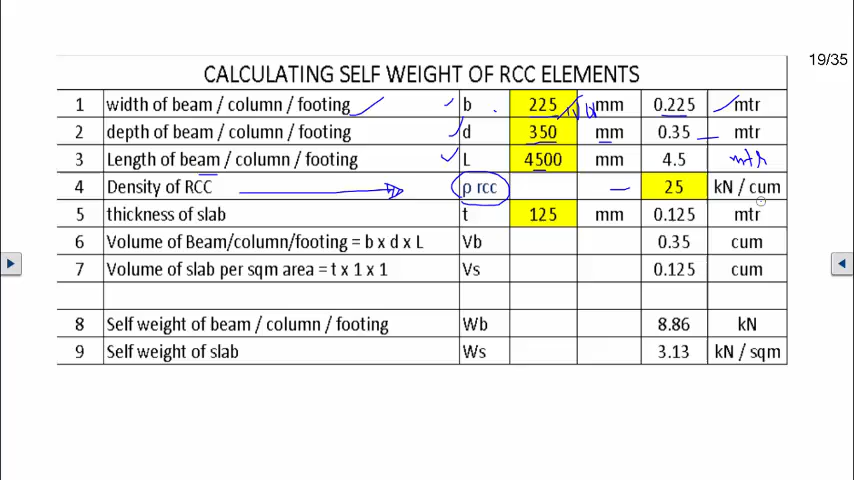 19/35
CALCULATING SELF WEIGHT OF RCC ELEMENTS
1 width of beam / column / footing b 225 mm 0.225 mtr
2 depth of beam / column / footing d 350 mm 0.35 mtr
3 Length of beam / column / footing L 4500 mm 4.5 mtr
4 Density of RCC ρ rcc 25 kN / cum
5 thickness of slab t 125 mm 0.125 mtr
6 Volume of Beam/column/footing = b x d x L Vb 0.35 cum
7 Volume of slab per sqm area = t x 1 x 1 Vs 0.125 cum
8 Self weight of beam / column / footing Wb 8.86 kN
9 Self weight of slab Ws 3.13 kN / sqm